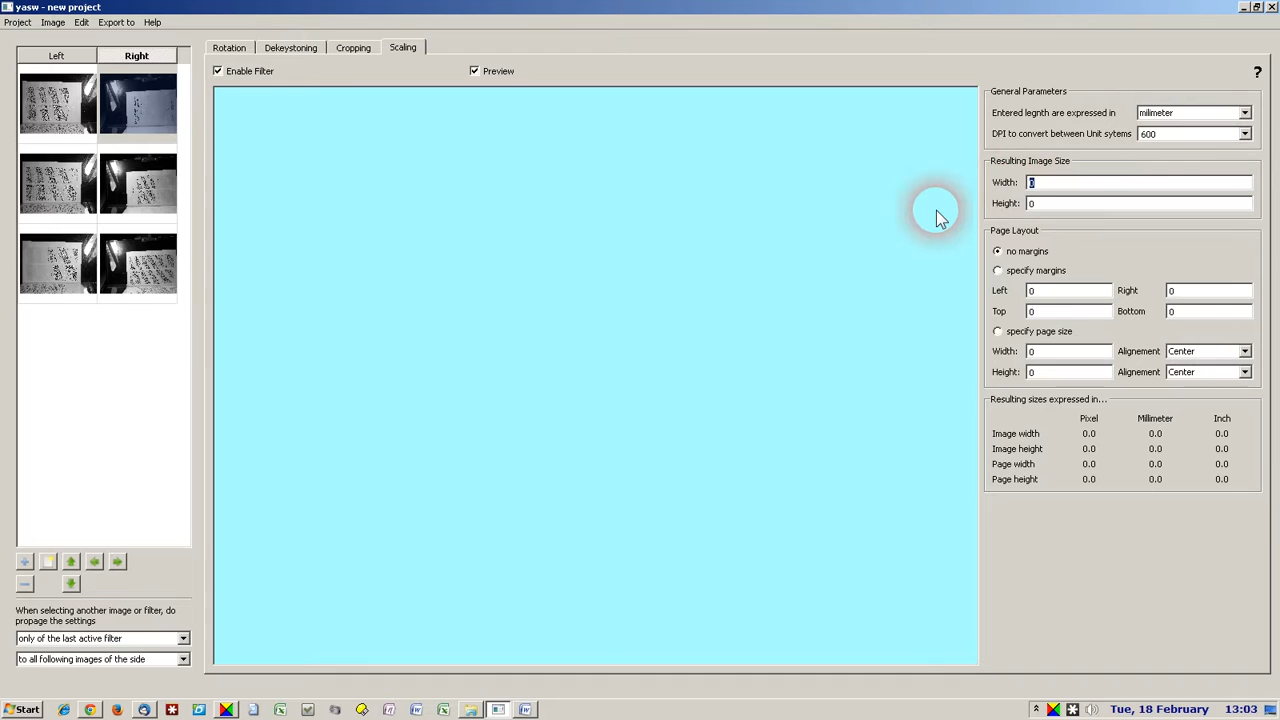 yasw - new project
Project Image Edit Export to Help
Left Right
Rotation Dekeystoning Cropping Scaling
Enable Filter
Preview
?
General Parameters
Entered legnth are expressed in milimeter
DPI to convert between Unit sytems 600
Resulting Image Size
Width: 0
Height: 0
Page Layout
no margins
specify margins
Left 0 Right 0
Top 0 Bottom 0
specify page size
Width: 0 Alignement Center
Height: 0 Alignement Center
Resulting sizes expressed in...
Pixel Millimeter Inch
Image width 0.0 0.0 0.0
Image height 0.0 0.0 0.0
Page width 0.0 0.0 0.0
Page height 0.0 0.0 0.0
When selecting another image or filter, do
propage the settings
only of the last active filter
to all following images of the side
Start
Tue, 18 February 13:03